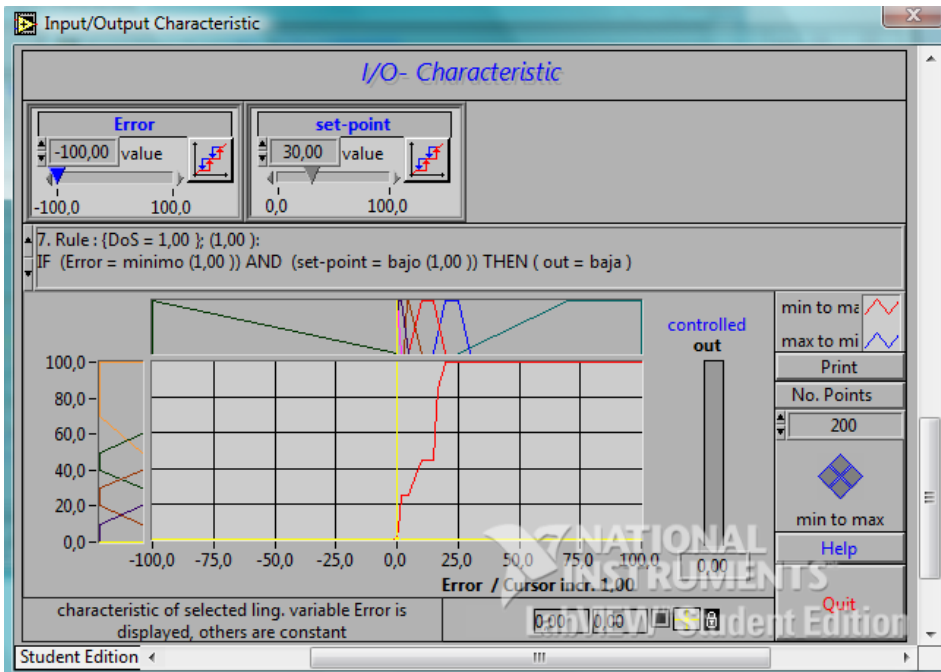 Input/Output Characteristic
I/O- Characteristic
Error
-100,00 value
-100,0 100,0
set-point
30,00 value
0,0 100,0
7. Rule : {DoS = 1,00 }; (1,00 ):
IF (Error = minimo (1,00 )) AND (set-point = bajo (1,00 )) THEN ( out = baja )
100,0
80,0
60,0
40,0
20,0
0,0
-100,0 -75,0 -50,0 -25,0 0,0 25,0 50,0 75,0 100,0
Error / Cursor incr. 1,00
controlled
out
0,00
min to ma
max to mi
Print
No. Points
200
min to max
Help
Quit
characteristic of selected ling. variable Error is
displayed, others are constant
0,00 0,00
NATIONAL
INSTRUMENTS
LabVIEW Student Edition
Student Edition